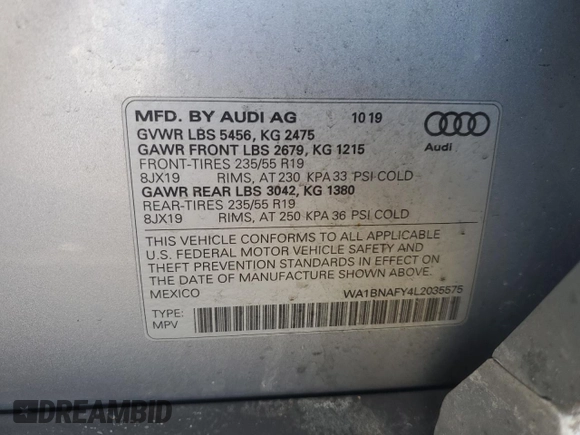 MFD. BY AUDI AG 10 19
GVWR LBS 5456, KG 2475
GAWR FRONT LBS 2679, KG 1215
FRONT-TIRES 235/55 R19
8JX19 RIMS, AT 230 KPA 33 PSI COLD
GAWR REAR LBS 3042, KG 1380
REAR-TIRES 235/55 R19
8JX19 RIMS, AT 250 KPA 36 PSI COLD
Audi
THIS VEHICLE CONFORMS TO ALL APPLICABLE
U.S. FEDERAL MOTOR VEHICLE SAFETY AND
THEFT PREVENTION STANDARDS IN EFFECT ON
THE DATE OF MANUFACTURE SHOWN ABOVE.
MEXICO WA1BNAFY4L2035575
TYPE:
MPV
DREAMBID